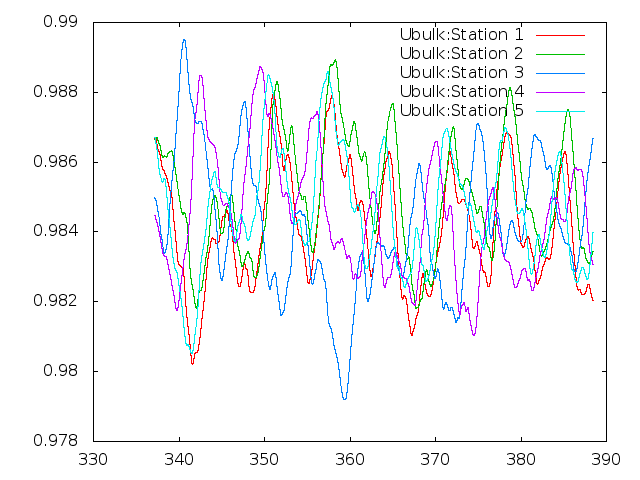 0.99
0.988
0.986
0.984
0.982
0.98
0.978
330 340 350 360 370 380 390
Ubulk:Station 1
Ubulk:Station 2
Ubulk:Station 3
Ubulk:Station 4
Ubulk:Station 5